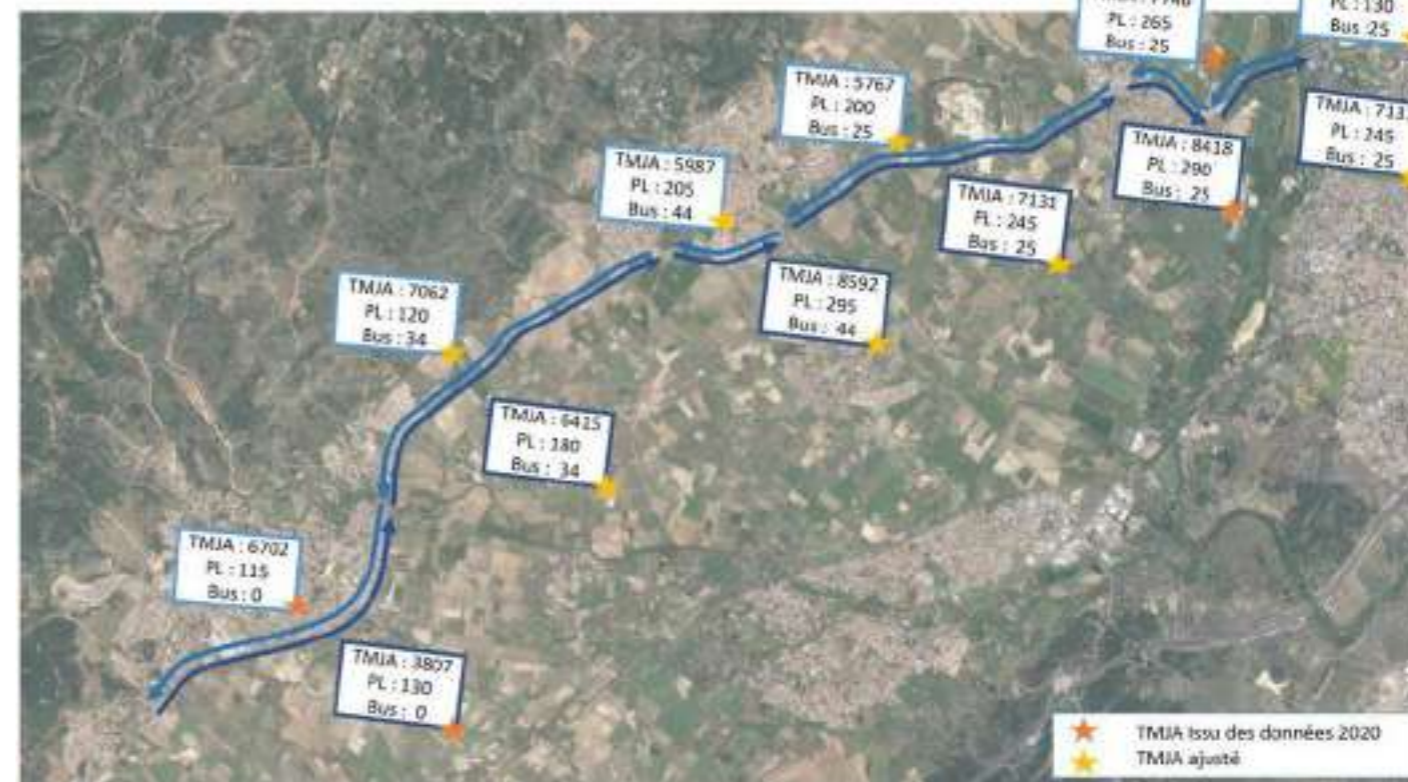 PL : 265
Bus : 25
PL : 130
Bus : 25
TMJA : 5767
PL : 200
Bus : 25
TMJA : 8418
PL : 290
Bus : 25
PL : 245
Bus : 25
TMJA : 5987
PL : 205
Bus : 44
TMJA : 7131
PL : 245
Bus : 25
TMJA : 7062
PL : 120
Bus : 34
TMJA : 8592
PL : 295
Bus : 44
TMJA : 6415
PL : 180
Bus : 34
TMJA : 6702
PL : 115
Bus : 0
TMJA : 3807
PL : 130
Bus : 0
TMJA Issu des données 2020
TMJA ajusté